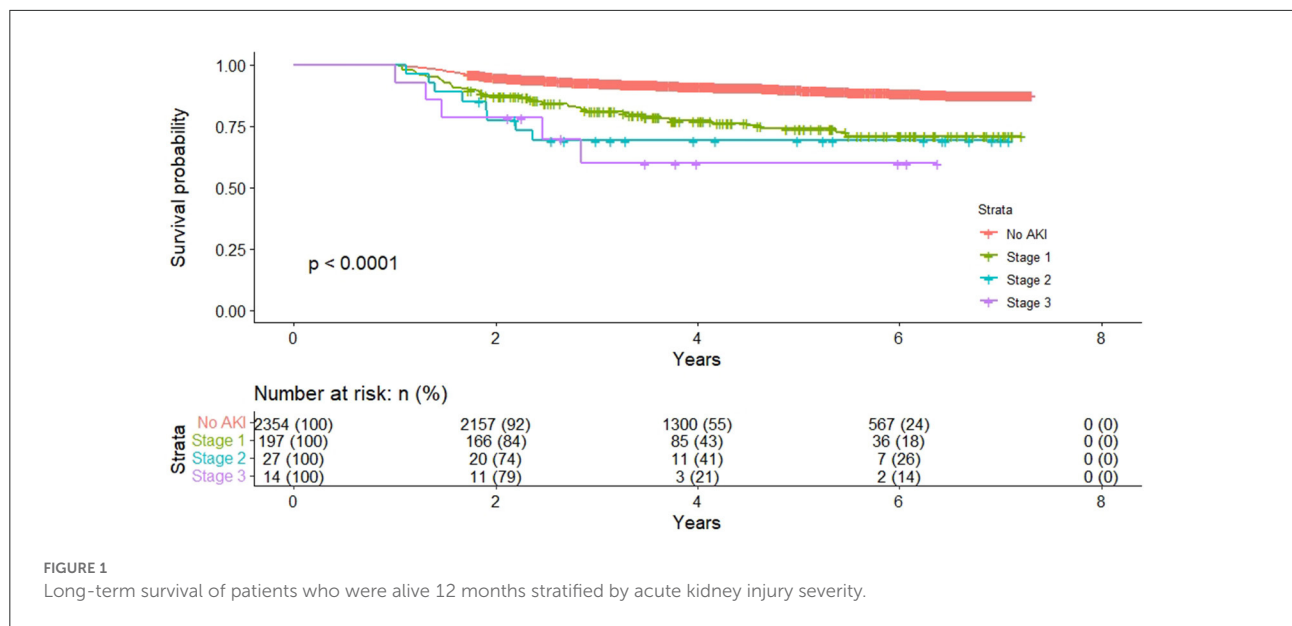 1.00
0.75
0.50
0.25
0.00
Survival probability
p < 0.0001
Strata
No AKI
Stage 1
Stage 2
Stage 3
0 2 4 6 8
Years
Number at risk: n (%)
Strata
No AKI 2354 (100) 2157 (92) 1300 (55) 567 (24) 0 (0)
Stage 1 197 (100) 166 (84) 85 (43) 36 (18) 0 (0)
Stage 2 27 (100) 20 (74) 11 (41) 7 (26) 0 (0)
Stage 3 14 (100) 11 (79) 3 (21) 2 (14) 0 (0)
0 2 4 6 8
Years
FIGURE 1
Long-term survival of patients who were alive 12 months stratified by acute kidney injury severity.